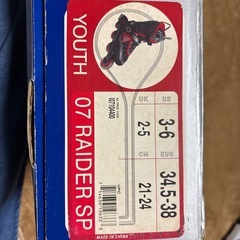 YOUTH
07 RAIDER SP
UK
US
2-5
3-6
CM
EUR
21-24
34.5-38
MADE IN CHINA